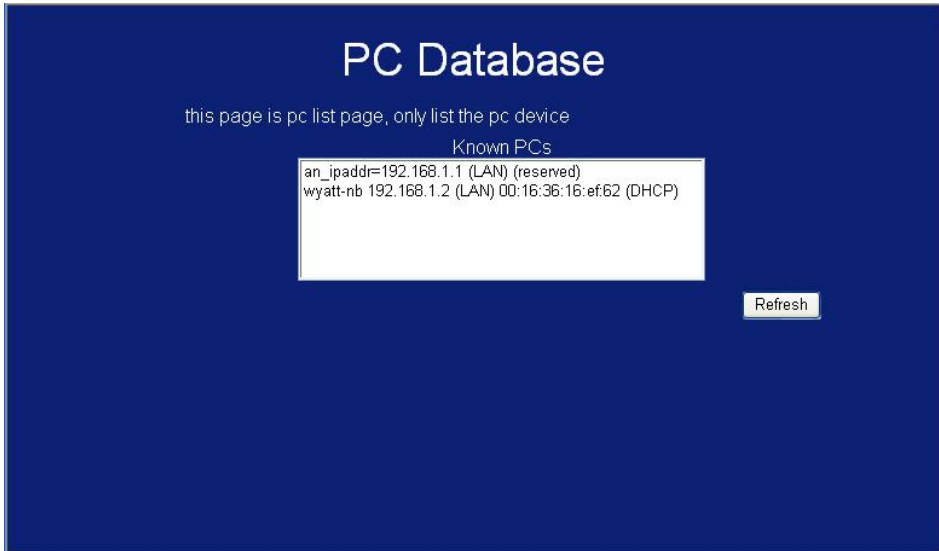 PC Database
this page is pc list page, only list the pc device
Known PCs
an_ipaddr=192.168.1.1 (LAN) (reserved)
wyatt-nb 192.168.1.2 (LAN) 00:16:36:16:ef:62 (DHCP)
Refresh